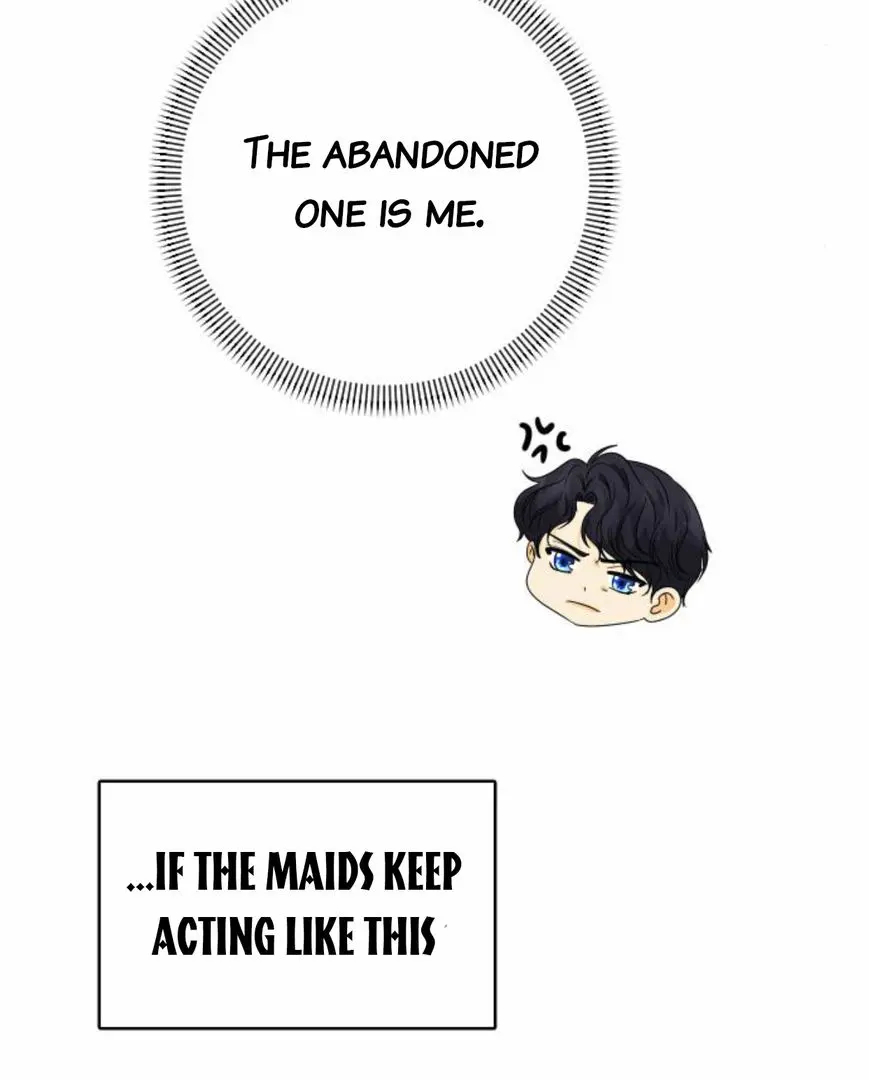 THE ABANDONED
ONE IS ME.
...IF THE MAIDS KEEP
ACTING LIKE THIS